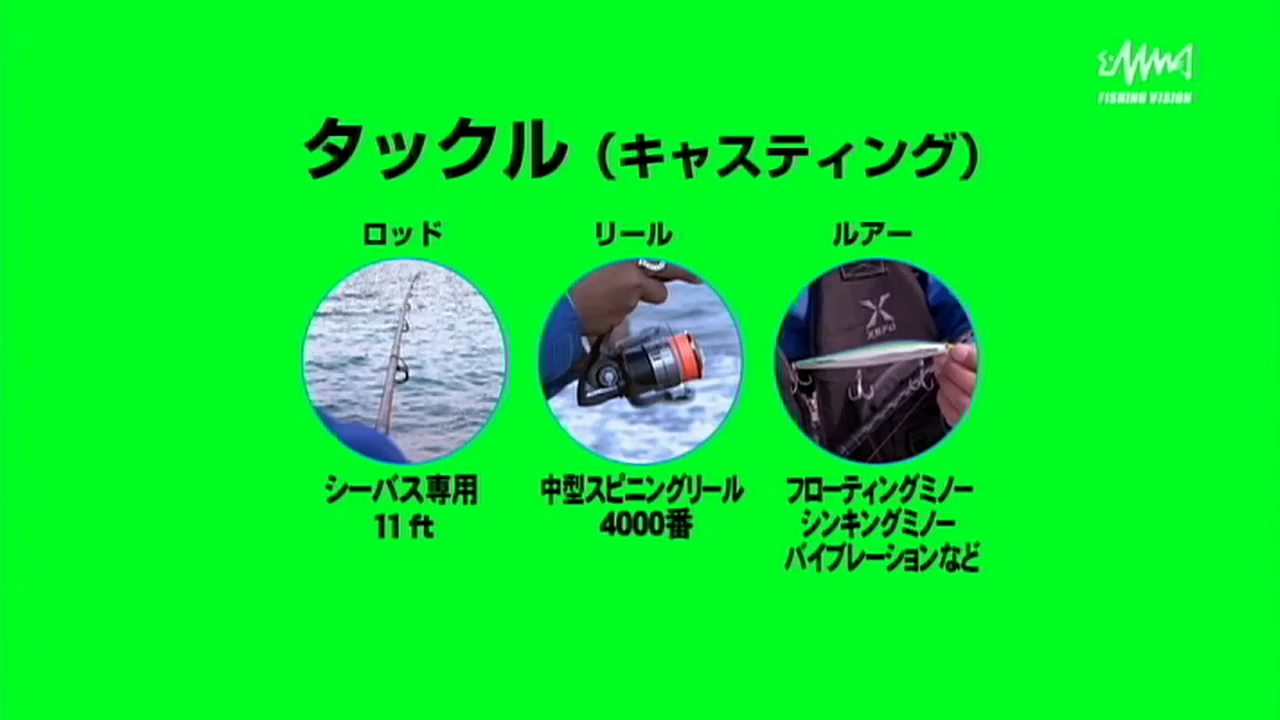 FISHING VISION
タックル（キャスティング）
ロッド
リール
ルアー
XEFO
シーバス専用
11 ft
中型スピニングリール
4000番
フローティングミノー
シンキングミノー
バイブレーションなど